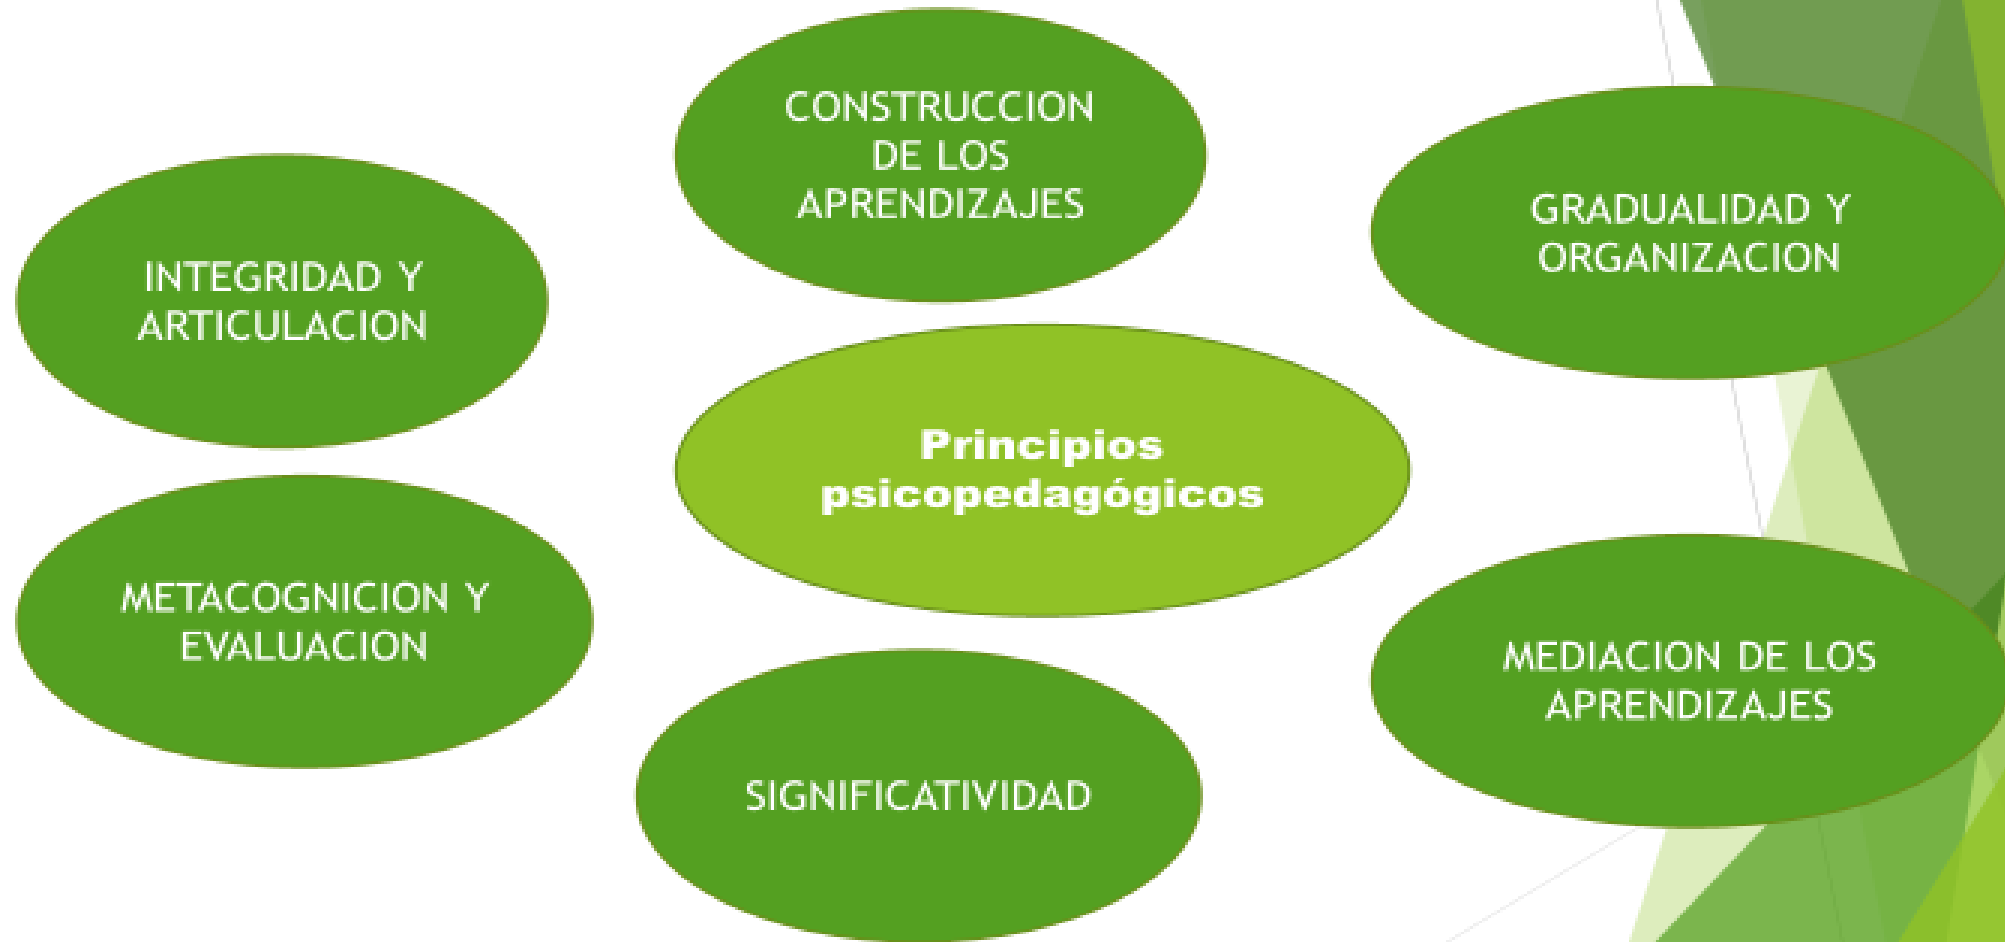 CONSTRUCCION
DE LOS
APRENDIZAJES
GRADUALIDAD Y
ORGANIZACION
INTEGRIDAD Y
ARTICULACION
Principios
psicopedagógicos
METACOGNICION Y
EVALUACION
MEDIACION DE LOS
APRENDIZAJES
SIGNIFICATIVIDAD